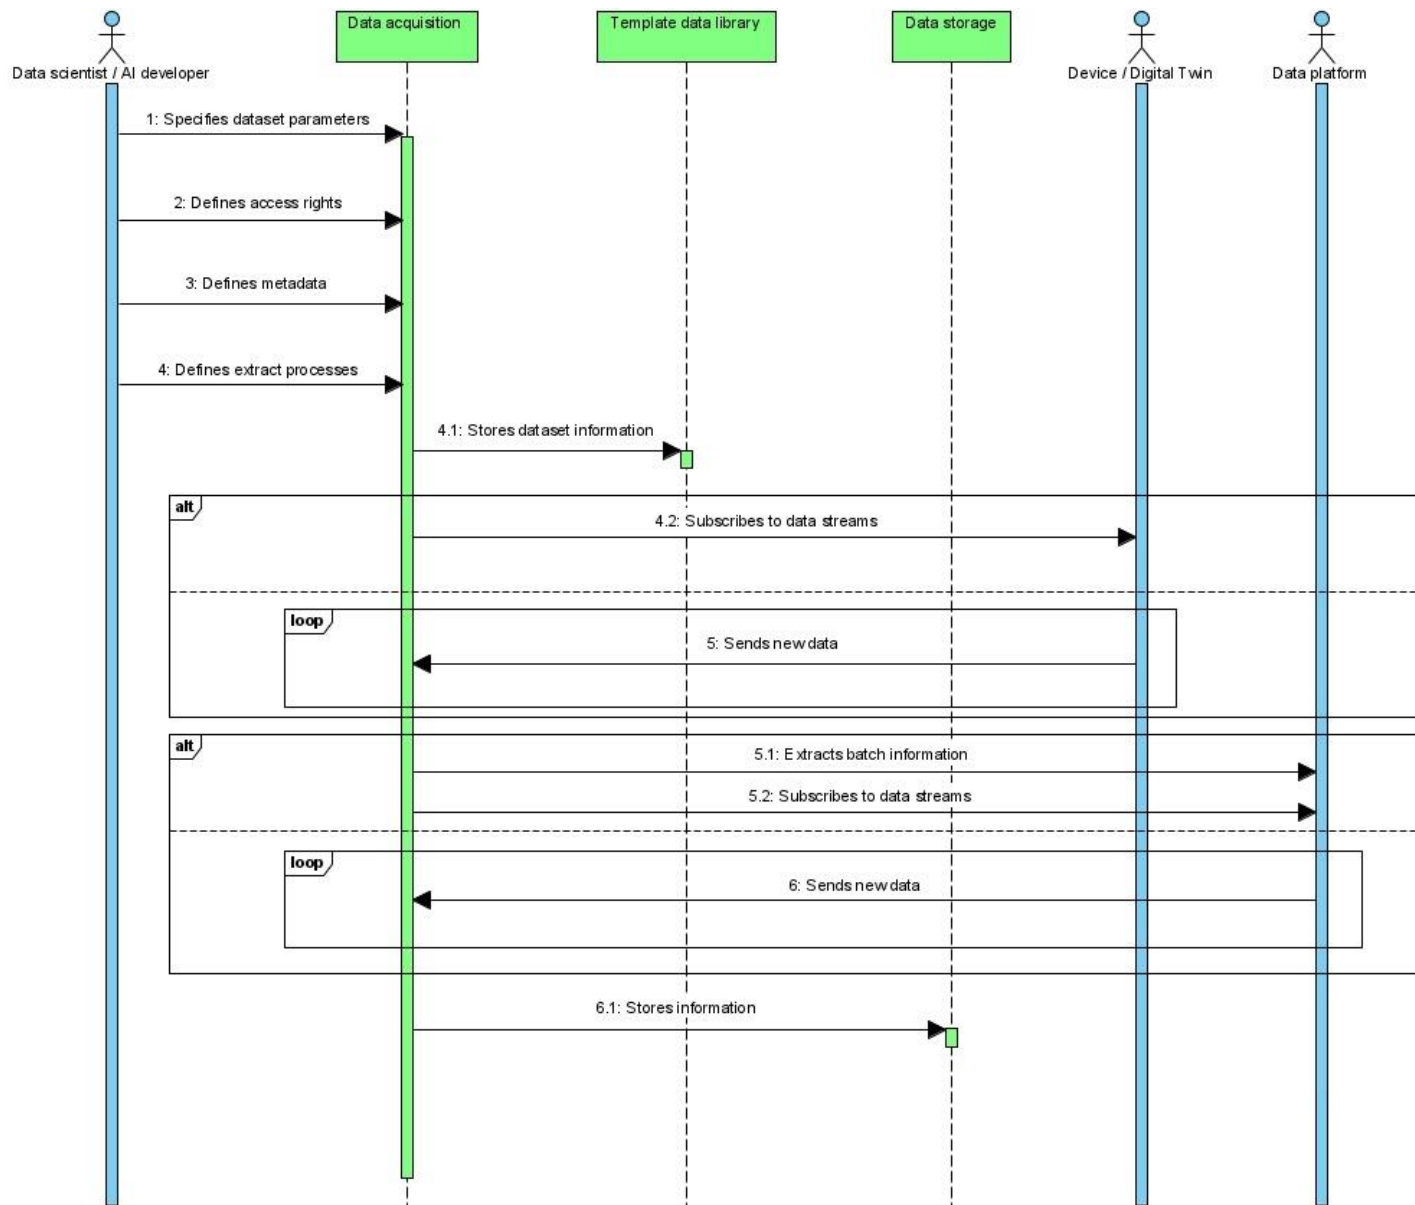 Data acquisition
Template data library
Data storage
Data scientist / AI developer
Device / Digital Twin
Data platform
1: Specifies dataset parameters
2: Defines access rights
3: Defines metadata
4: Defines extract processes
4.1: Stores dataset information
alt
4.2: Subscribes to data streams
loop
5: Sends new data
alt
5.1: Extracts batch information
5.2: Subscribes to data streams
loop
6: Sends new data
6.1: Stores information